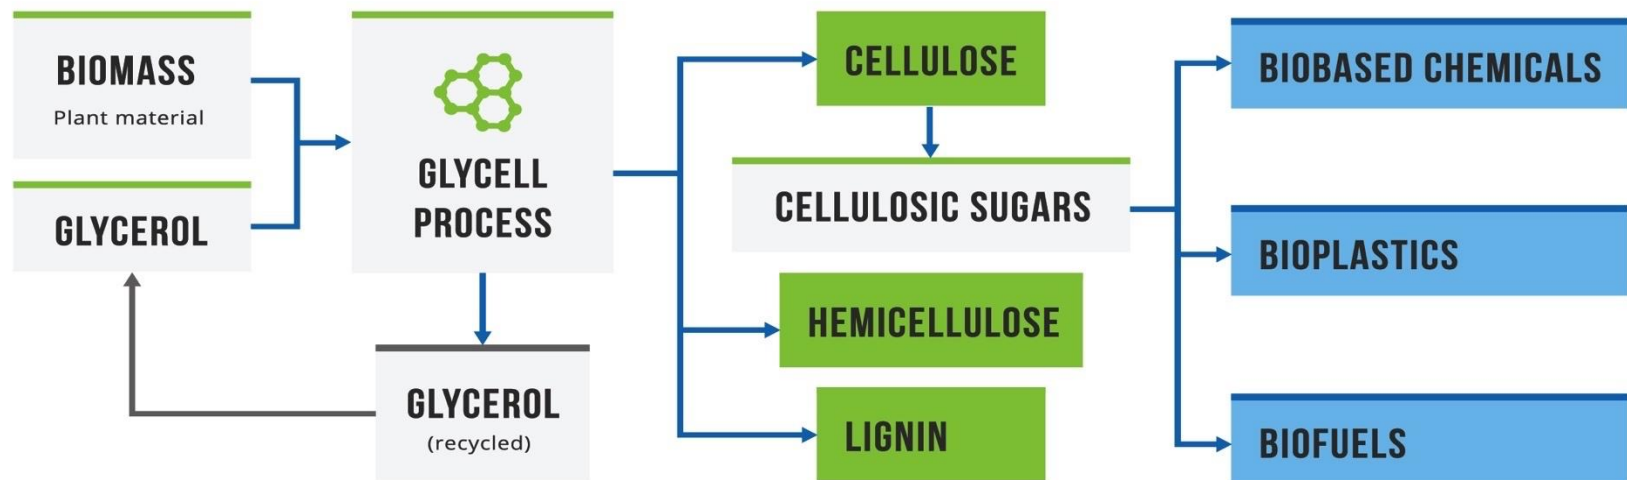 BIOMASS
Plant material
GLYCEROL
GLYCELL
PROCESS
GLYCEROL
(recycled)
CELLULOSE
CELLULOSIC SUGARS
HEMICELLULOSE
LIGNIN
BIOBASED CHEMICALS
BIOPLASTICS
BIOFUELS